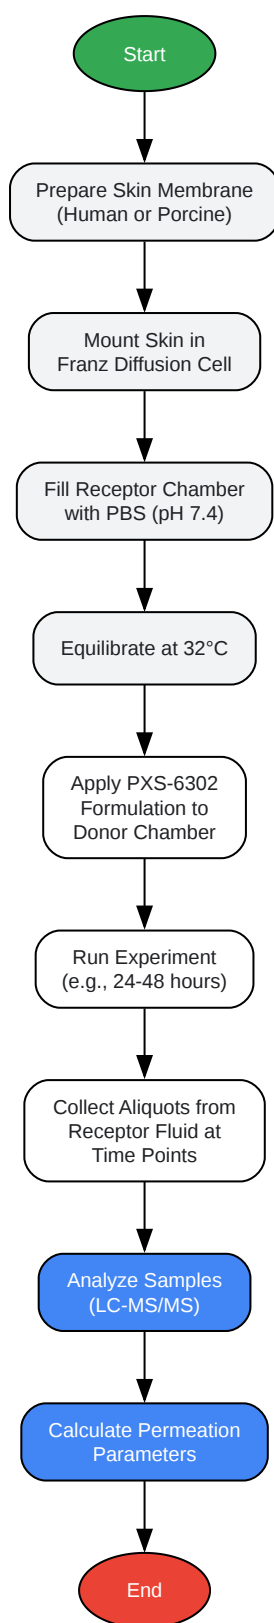 Start
Prepare Skin Membrane
(Human or Porcine)
Mount Skin in
Franz Diffusion Cell
Fill Receptor Chamber
with PBS (pH 7.4)
Equilibrate at 32°C
Apply PXS-6302
Formulation to
Donor Chamber
Run Experiment
(e.g., 24-48 hours)
Collect Aliquots from
Receptor Fluid at
Time Points
Analyze Samples
(LC-MS/MS)
Calculate Permeation
Parameters
End